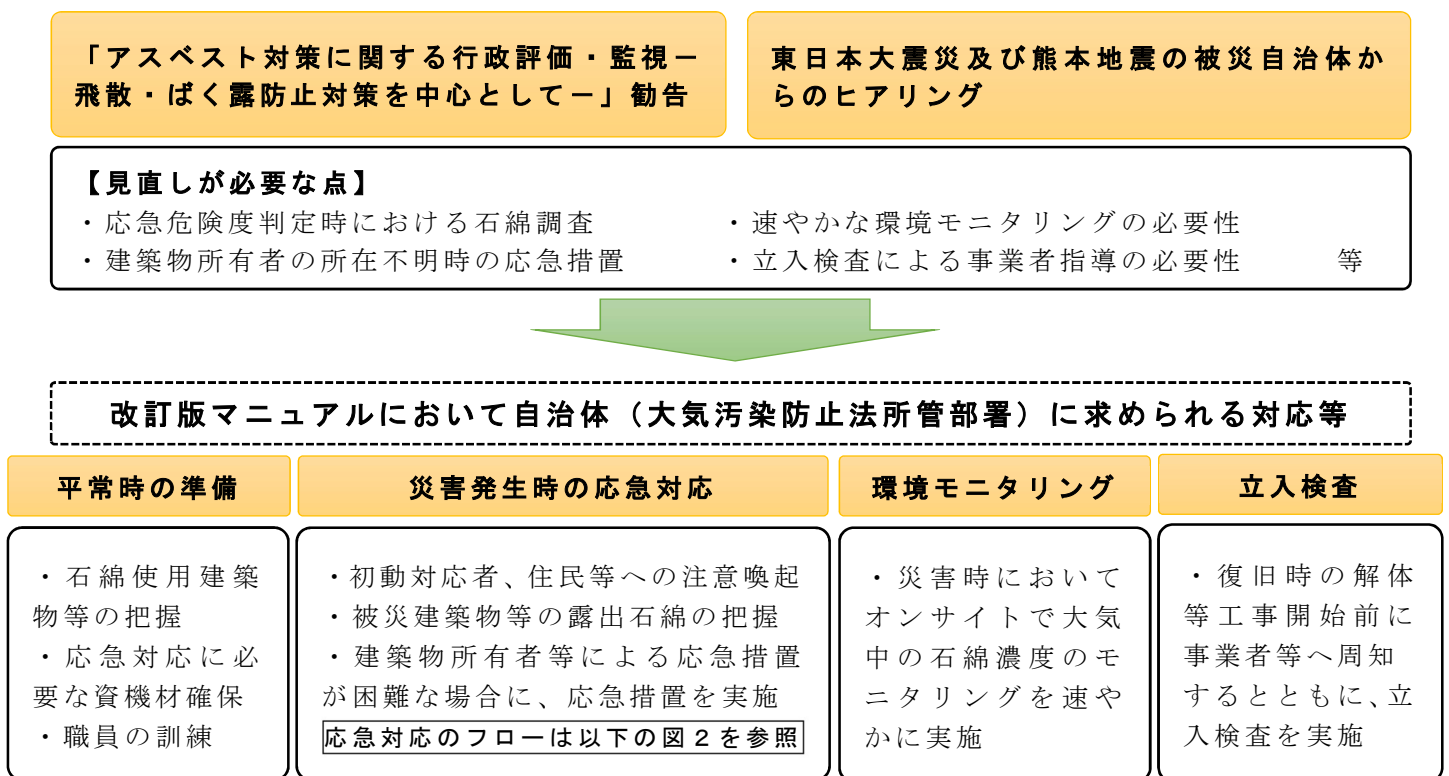 「アスベスト対策に関する行政評価・監視－
飛散・ばく露防止対策を中心として－」勧告
東日本大震災及び熊本地震の被災自治体か
らのヒアリング
【見直しが必要な点】
・応急危険度判定時における石綿調査
・建築物所有者の所在不明時の応急措置
・速やかな環境モニタリングの必要性
・立入検査による事業者指導の必要性　　等
改訂版マニュアルにおいて自治体（大気汚染防止法所管部署）に求められる対応等
平常時の準備
・石綿使用建築
物等の把握
・応急対応に必
要な資機材確保
・職員の訓練
災害発生時の応急対応
・初動対応者、住民等への注意喚起
・被災建築物等の露出石綿の把握
・建築物所有者等による応急措置
が困難な場合に、応急措置を実施
応急対応のフローは以下の図２を参照
環境モニタリング
・災害時において
オンサイトで大気
中の石綿濃度のモ
ニタリングを速や
かに実施
立入検査
・復旧時の解体
等工事開始前に
事業者等へ周知
するとともに、立
入検査を実施